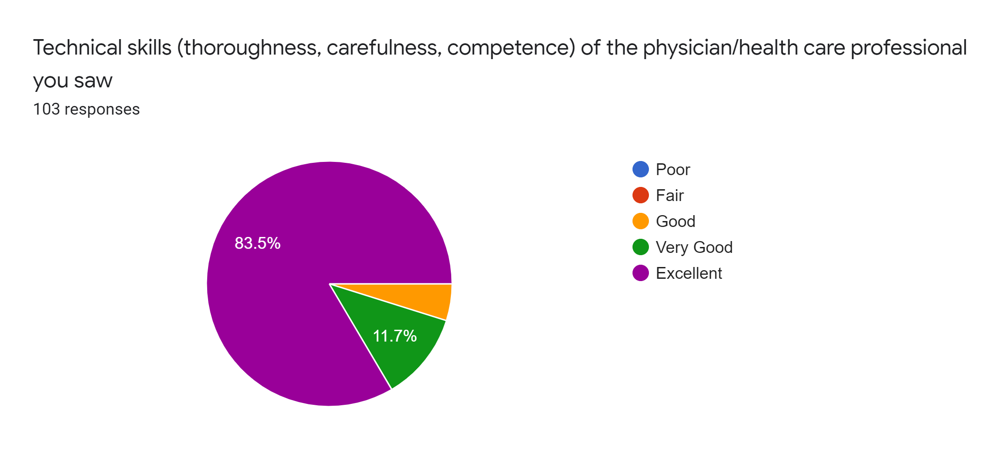 Technical skills (thoroughness, carefulness, competence) of the physician/health care professional
you saw
103 responses
83.5%
11.7%
Poor
Fair
Good
Very Good
Excellent